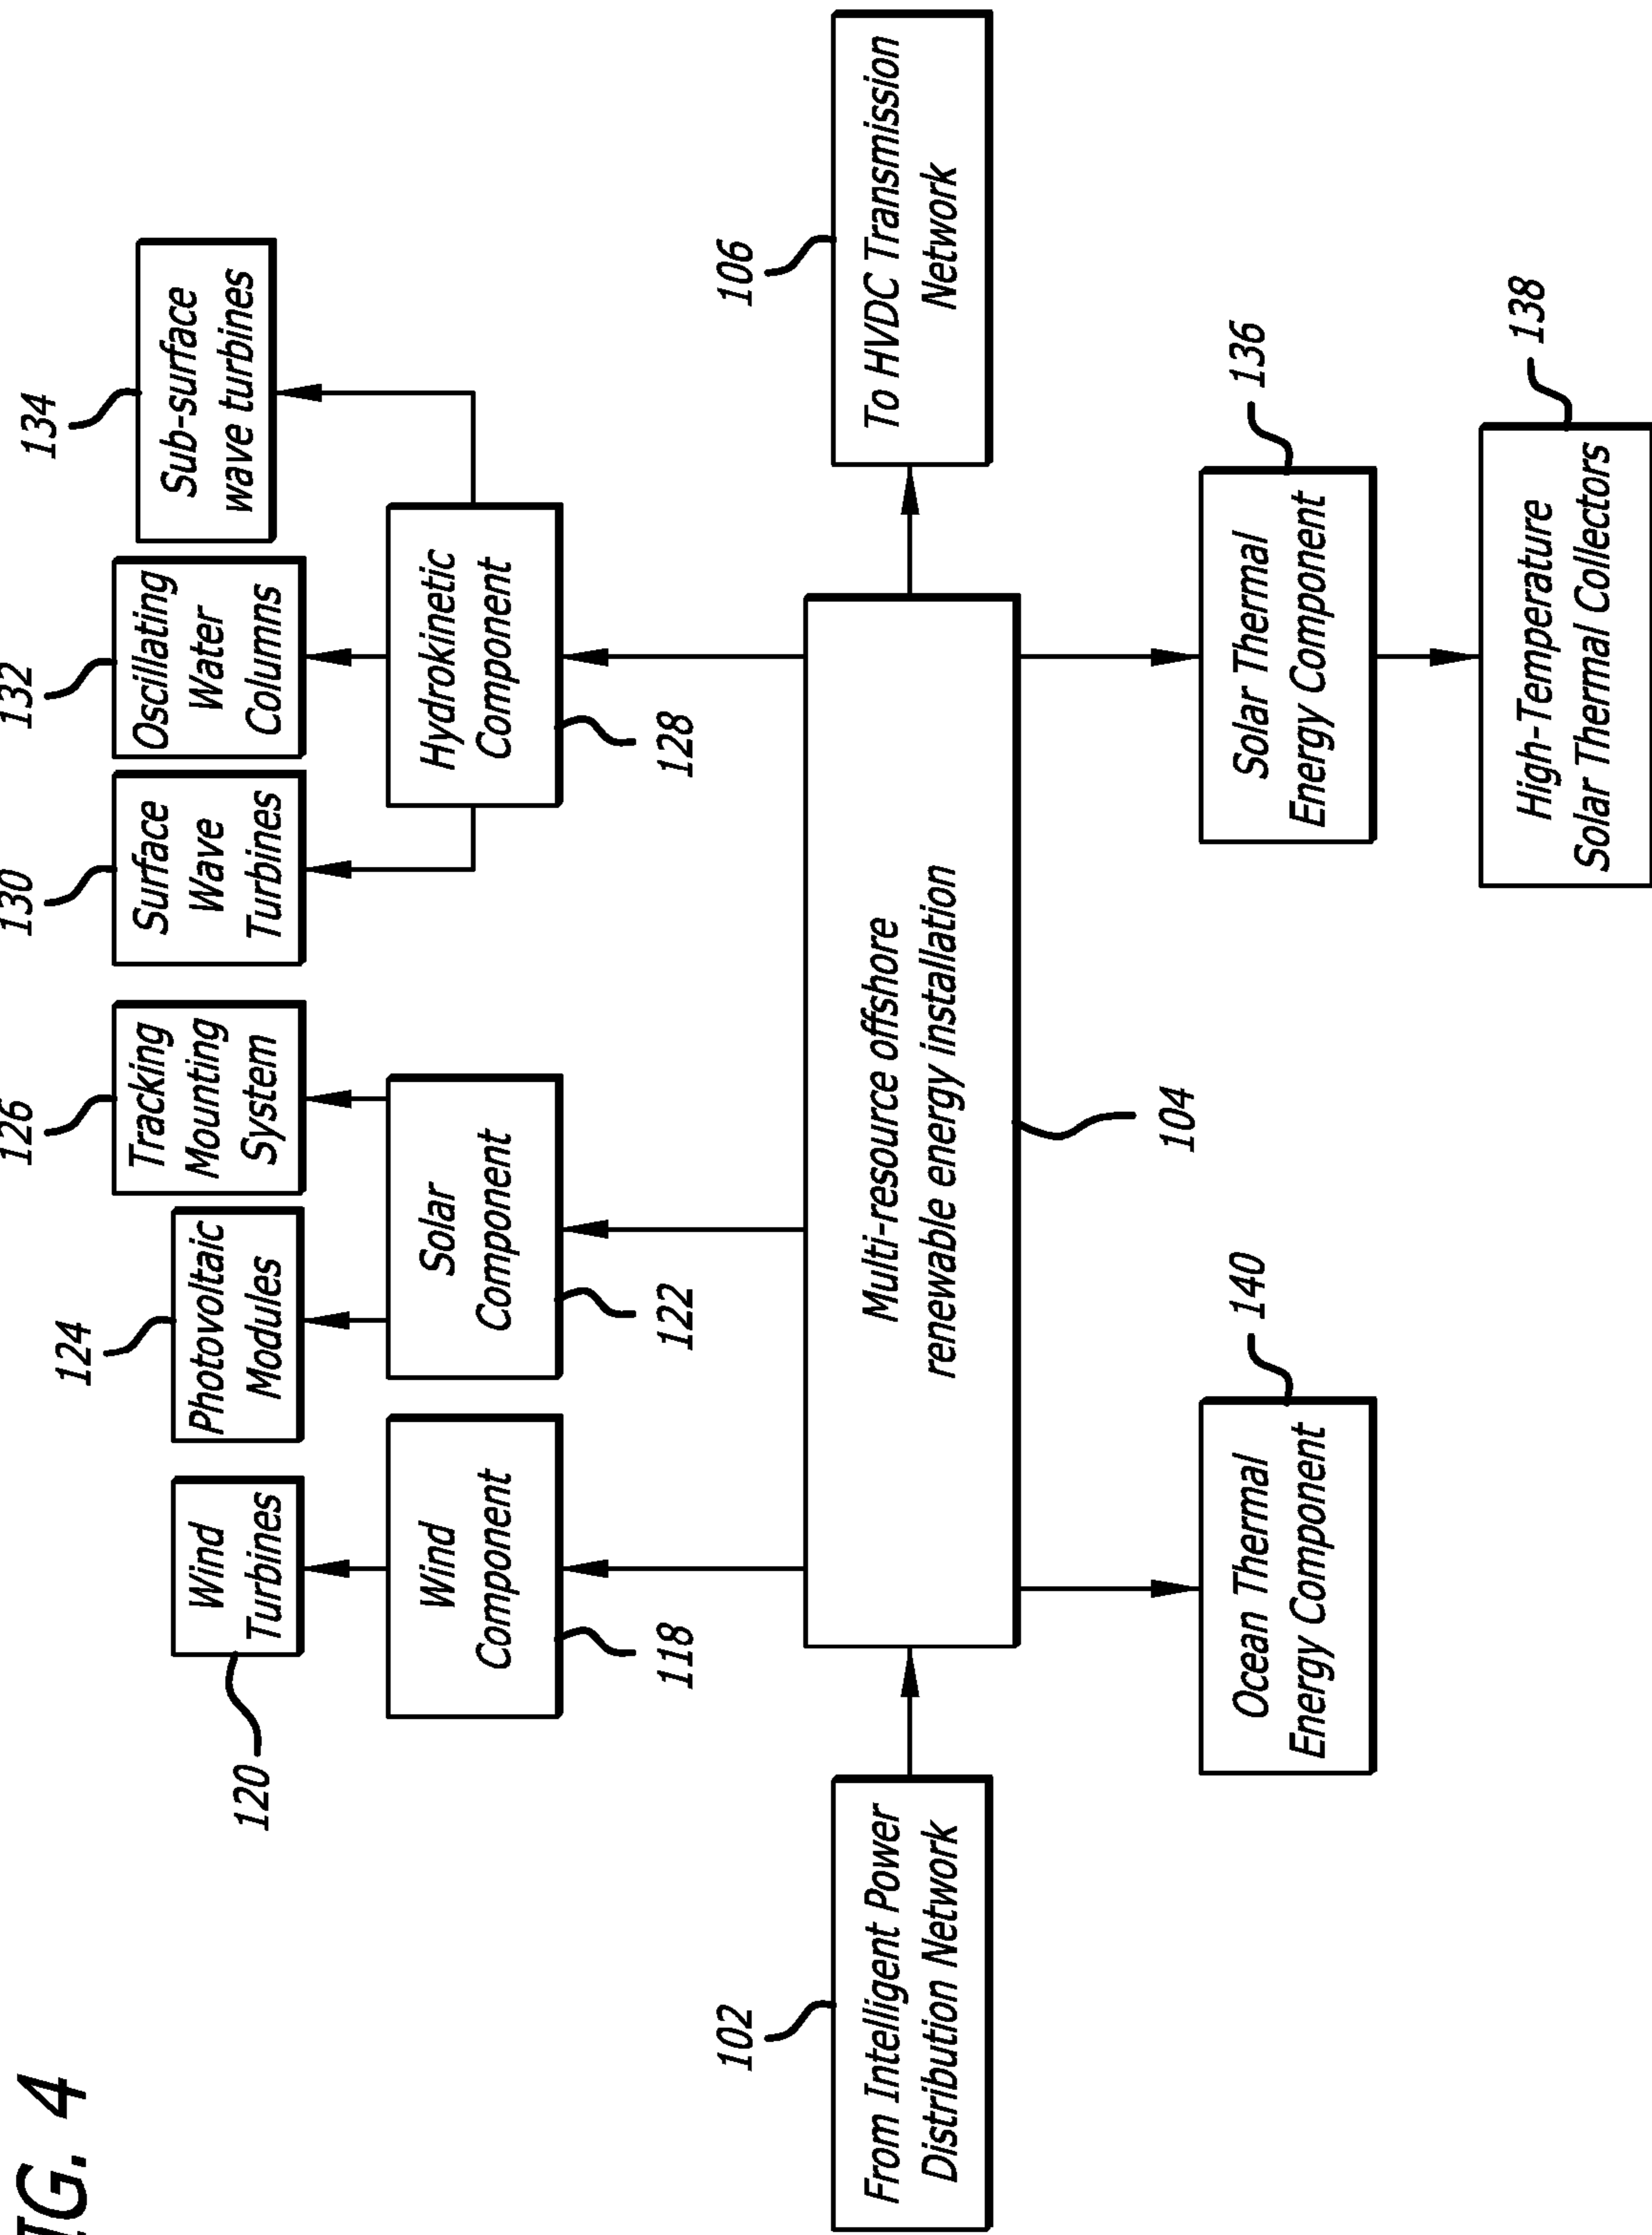 IG. 4
120
Wind
Turbines
124
Photovoltaic
Modules
126
Tracking
Mounting
System
130
Surface
Wave
Turbines
132
Oscillating
Water
Columns
134
Sub-surface
wave turbines
Wind
Component
118
Solar
Component
122
Hydrokinetic
Component
128
102
From Intelligent Power
Distribution Network
Multi-resource offshore
renewable energy installation
104
106
To HVDC Transmission
Network
Ocean Thermal
Energy Component
140
Solar Thermal
Energy Component
136
High-Temperature
Solar Thermal Collectors
138